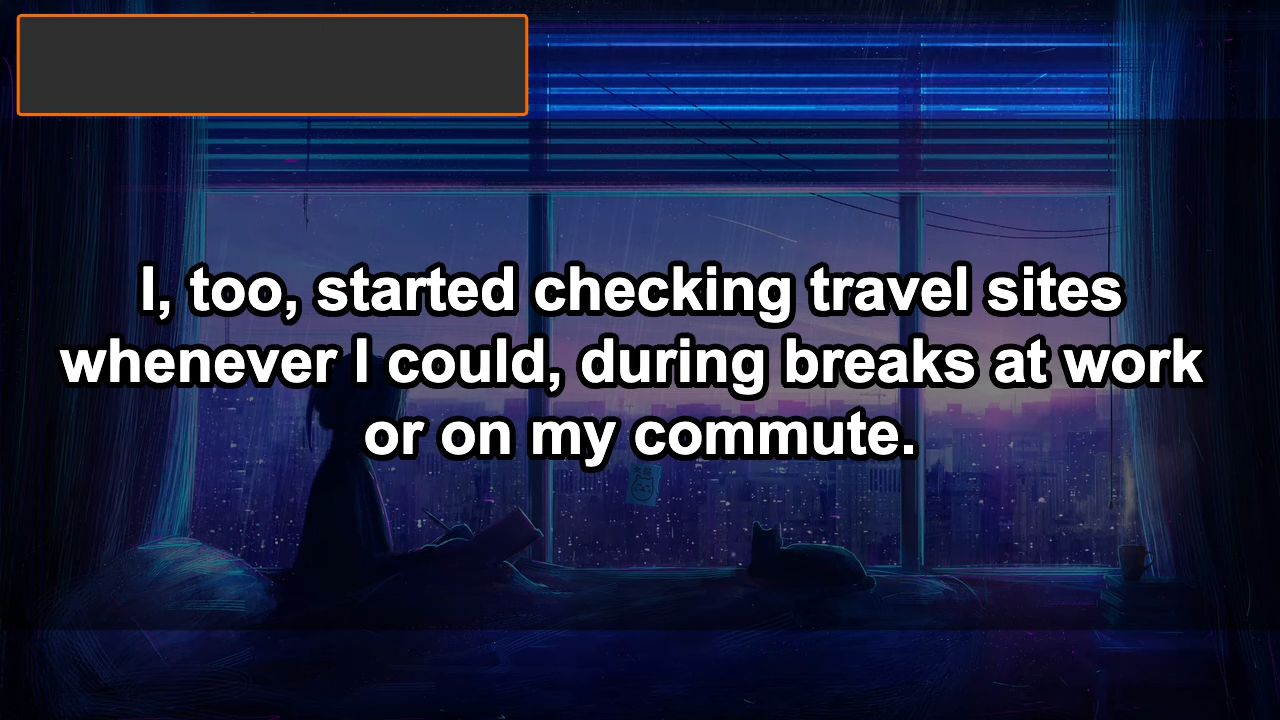 I, too, started checking travel sites
whenever I could, during breaks at work
or on my commute.